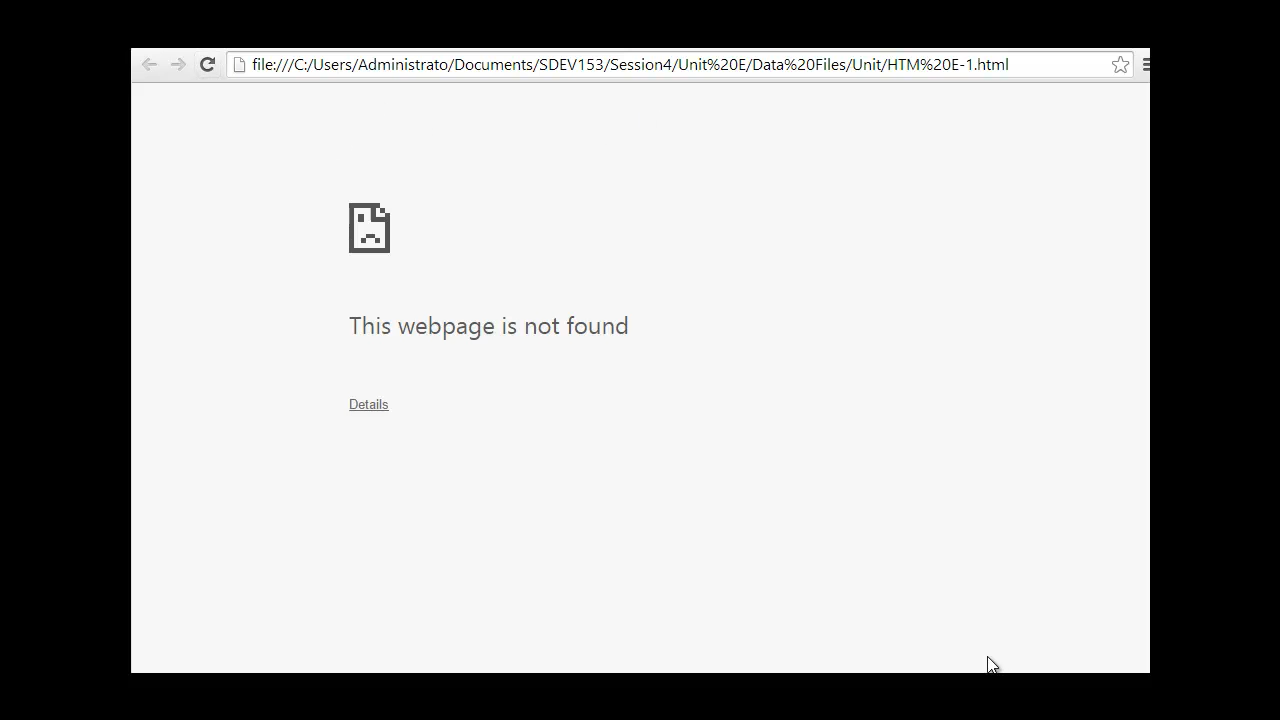 file:///C:/Users/Administrato/Documents/SDEV153/Session4/Unit%20E/Data%20Files/Unit/HTM%20E-1.html
This webpage is not found
Details